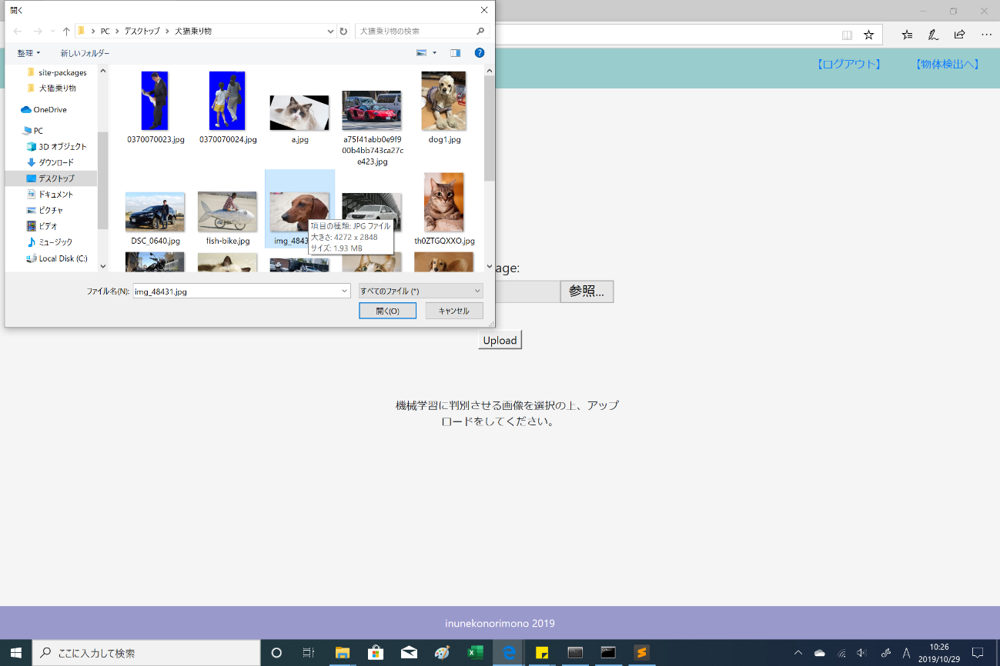 開く
PC
デスクトップ
犬猫乗り物
犬猫乗り物の検索
整理
新しいフォルダー
【ログアウト】
【物体検出へ】
site-packages
犬猫乗り物
OneDrive
PC
3D オブジェクト
ダウンロード
デスクトップ
ドキュメント
ピクチャ
ビデオ
ミュージック
Local Disk (C:)
0370070023.jpg
0370070024.jpg
a.jpg
a75f41abb0e9f9
00b4bb743ca27c
e423.jpg
dog1.jpg
DSC_0640.jpg
fish-bike.jpg
img_4843
th0ZTGQXXO.jpg
項目の種類: JPG ファイル
大きさ: 4272 x 2848
サイズ: 1.93 MB
age:
参照...
ファイル名(N):
img_48431.jpg
すべてのファイル (*)
開く(O)
キャンセル
Upload
機械学習に判別させる画像を選択の上、アップ
ロードをしてください。
inunekonorimono 2019
ここに入力して検索
A
10:26
2019/10/29